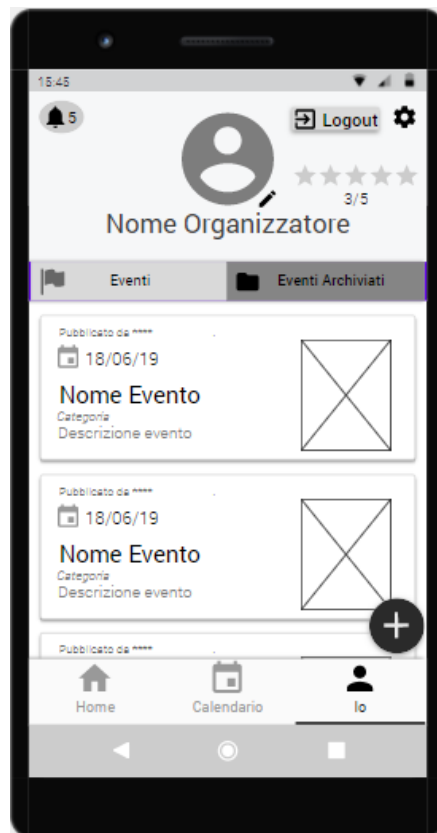 15:45
5
Logout
3/5
Nome Organizzatore
Eventi
Eventi Archiviati
Pubblicato da ****
18/06/19
Nome Evento
Categoria
Descrizione evento
Pubblicato da ****
18/06/19
Nome Evento
Categoria
Descrizione evento
Pubblicato da ****
Home
Calendario
Io